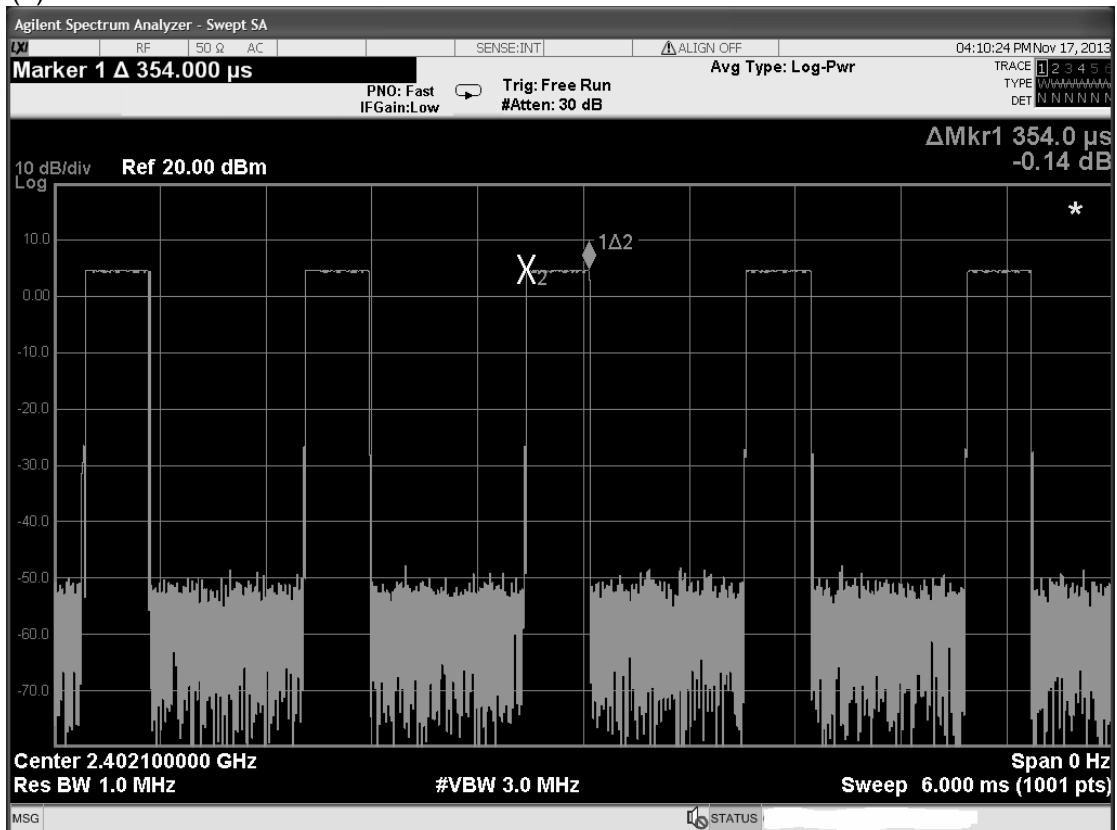 Agilent Spectrum Analyzer - Swept SA
LXI RF 50 Ω AC SENSE:INT ⚠ALIGN OFF 04:10:24 PM Nov 17, 2013
Marker 1 Δ 354.000 µs
Avg Type: Log-Pwr
TRACE 1 2 3 4 5 6
PNO: Fast Trig: Free Run
TYPE WWWWWW
IFGain:Low #Atten: 30 dB
DET N N N N N N
ΔMkr1 354.0 µs
-0.14 dB
10 dB/div Ref 20.00 dBm
Log
*
10.0
1Δ2
X2
0.00
-10.0
-20.0
-30.0
-40.0
-50.0
-60.0
-70.0
Center 2.402100000 GHz Span 0 Hz
Res BW 1.0 MHz #VBW 3.0 MHz Sweep 6.000 ms (1001 pts)
MSG STATUS